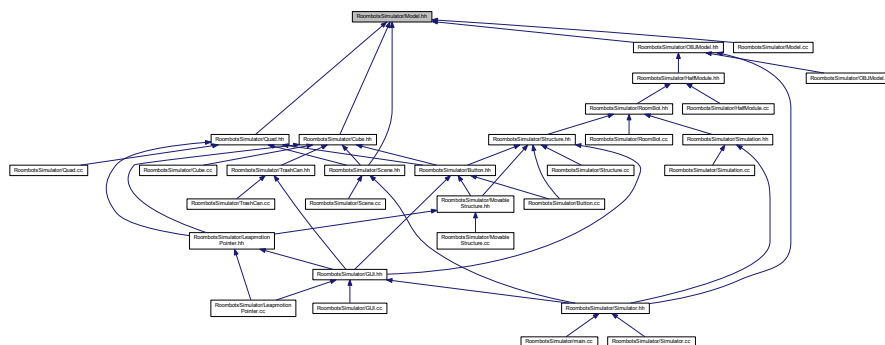 RoombotsSimulator/Model.hh
RoombotsSimulator/OBJModel.hh
RoombotsSimulator/Model.cc
RoombotsSimulator/HalfModule.hh
RoombotsSimulator/OBJModel.
RoombotsSimulator/RoomBot.hh
RoombotsSimulator/HalfModule.cc
RoombotsSimulator/Quad.hh
RoombotsSimulator/Cube.hh
RoombotsSimulator/Structure.hh
RoombotsSimulator/RoomBot.cc
RoombotsSimulator/Simulation.hh
RoombotsSimulator/Quad.cc
RoombotsSimulator/Cube.cc
RoombotsSimulator/TrashCan.hh
RoombotsSimulator/Scene.hh
RoombotsSimulator/Button.hh
RoombotsSimulator/Structure.cc
RoombotsSimulator/Simulation.cc
RoombotsSimulator/TrashCan.cc
RoombotsSimulator/Scene.cc
RoombotsSimulator/Movable
Structure.hh
RoombotsSimulator/Button.cc
RoombotsSimulator/Leapmotion
Pointer.hh
RoombotsSimulator/Movable
Structure.cc
RoombotsSimulator/GUI.hh
RoombotsSimulator/Leapmotion
Pointer.cc
RoombotsSimulator/GUI.cc
RoombotsSimulator/Simulator.hh
RoombotsSimulator/main.cc
RoombotsSimulator/Simulator.cc